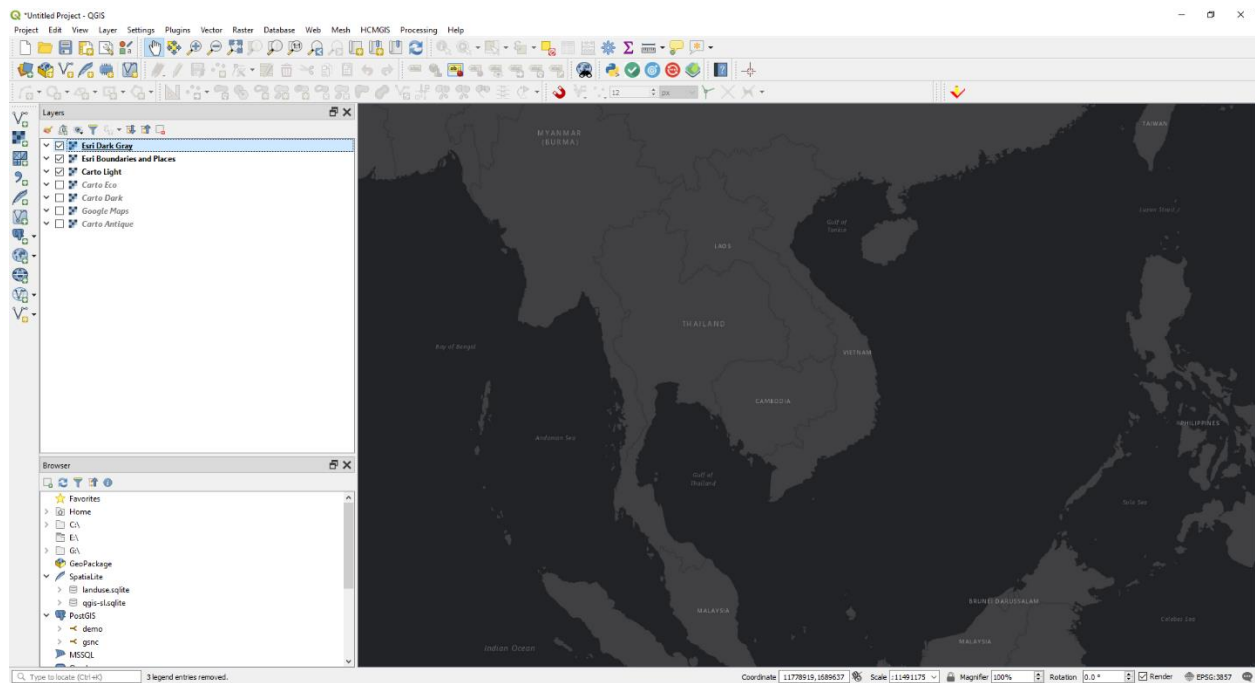 *Untitled Project - QGIS
Project Edit View Layer Settings Plugins Vector Raster Database Web Mesh HCMGIS Processing Help
12 px
Layers
Esri Dark Gray
Esri Boundaries and Places
Carto Light
Carto Eco
Carto Dark
Google Maps
Carto Antique
Browser
Favorites
Home
C:\
E:\
G:\
GeoPackage
SpatiaLite
landuse.sqlite
qgis-sl.sqlite
PostGIS
demo
gsnc
MSSQL
MYANMAR
(BURMA)
TAIWAN
Luzon Strait
Gulf of
Tonkin
LAOS
THAILAND
Bay of Bengal
VIETNAM
CAMBODIA
PHILIPPINES
Andaman Sea
Gulf of
Thailand
Sulu Sea
BRUNEI DARUSSALAM
MALAYSIA
Celebes Sea
MALAYSIA
Indian Ocean
Type to locate (Ctrl+K) 3 legend entries removed. Coordinate 11778919,1689637 Scale :11491175 Magnifier 100% Rotation 0.0 ° Render EPSG:3857